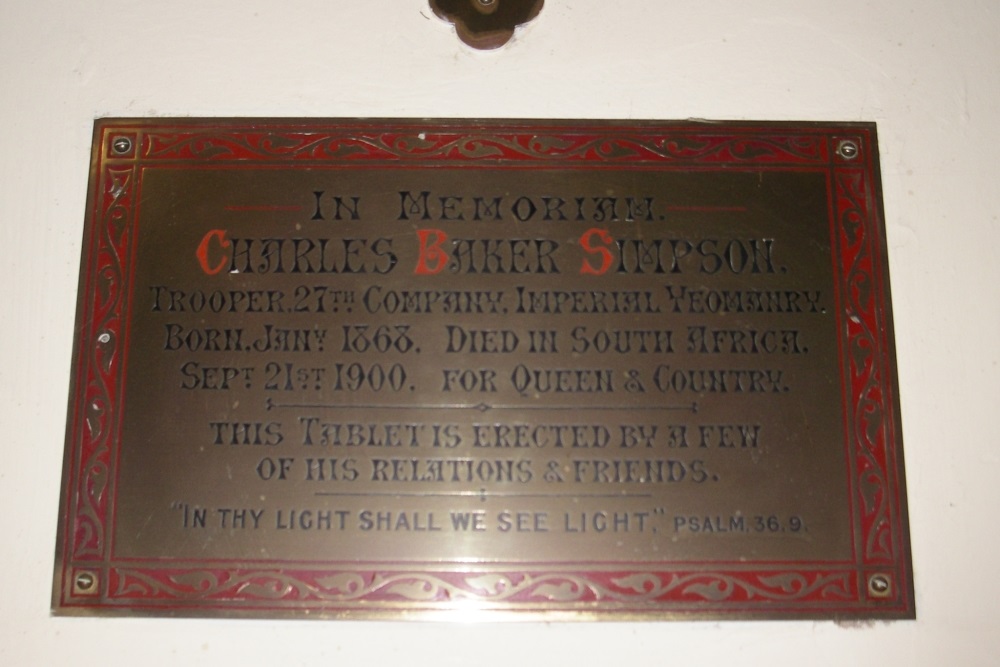 In Memoriam.
Charles Baker Simpson.
Trooper. 27th Company. Imperial Yeomanry.
Born. Jany 1868. Died in South Africa.
Sept 21st 1900. for Queen & Country.
This Tablet is erected by a few
of his relations & friends.
"In thy light shall we see light." Psalm. 36. 9.